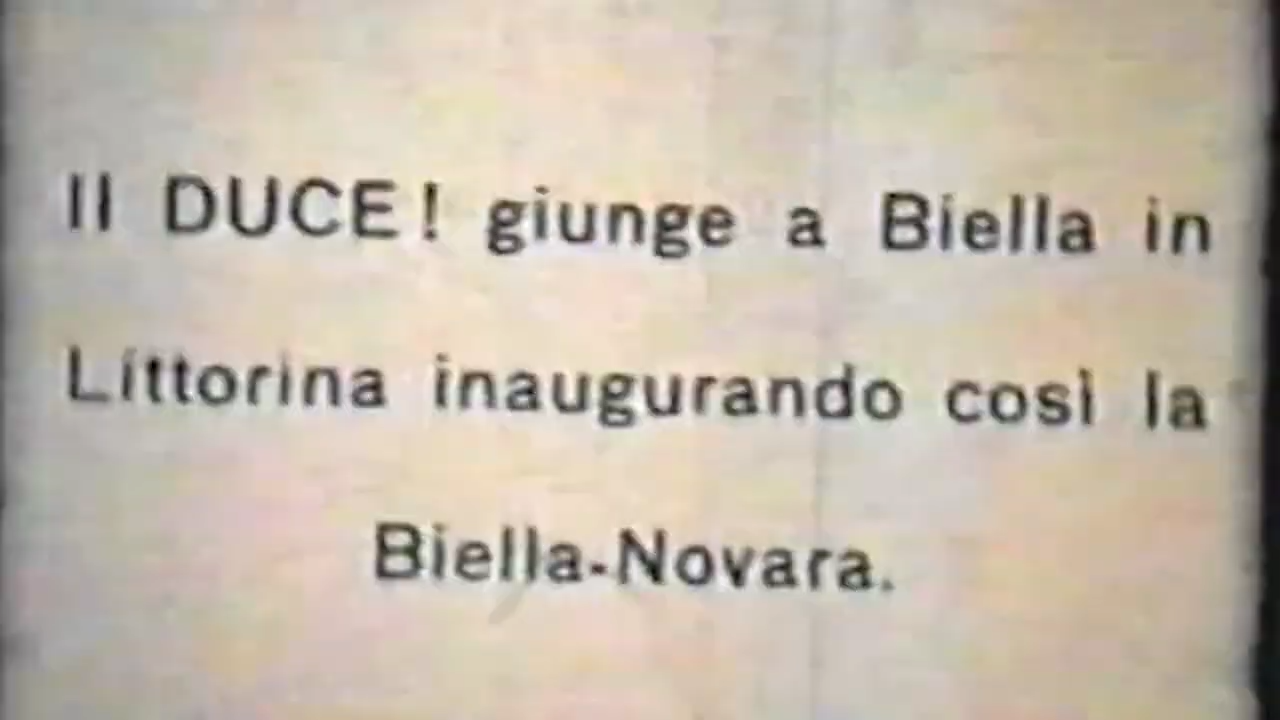 Il DUCE! giunge a Biella in
Littorina inaugurando così la
Biella-Novara.